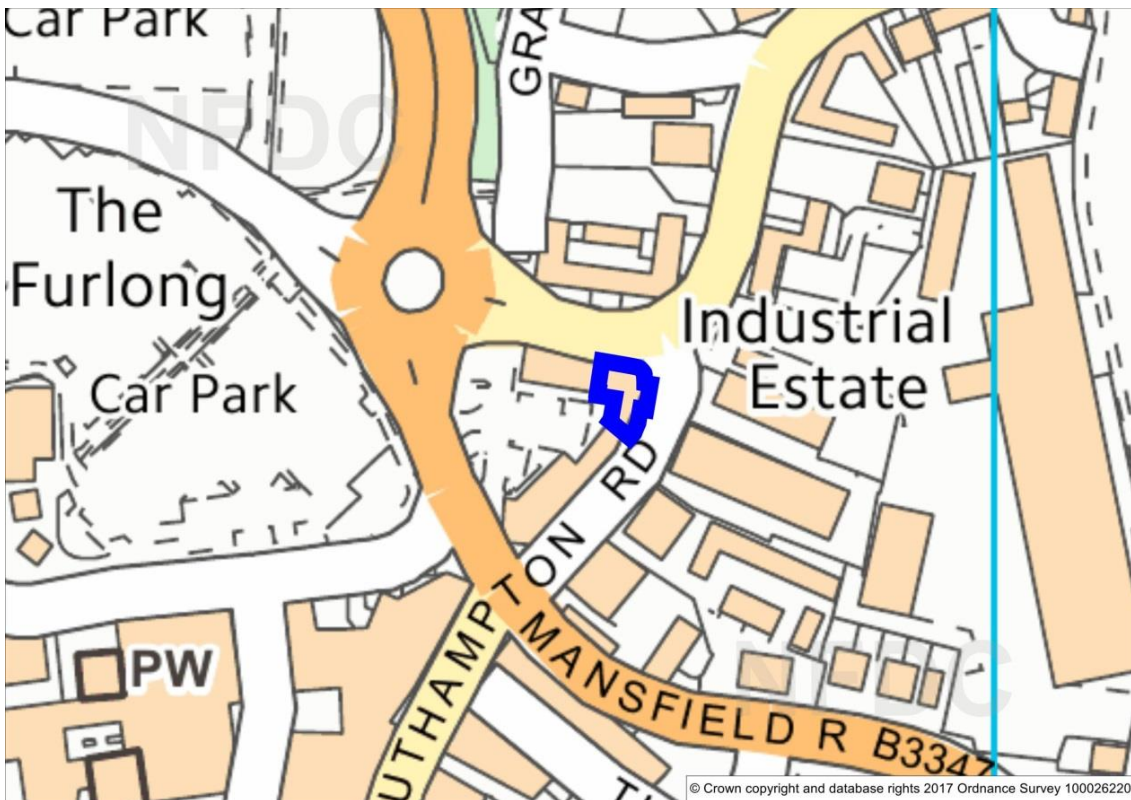 Car Park
GRA
NFDC
The
Furlong
Industrial
Estate
Car Park
SOUTHAMPTON RD
MANSFIELD R B3347
PW
NFDC
© Crown copyright and database rights 2017 Ordnance Survey 100026220